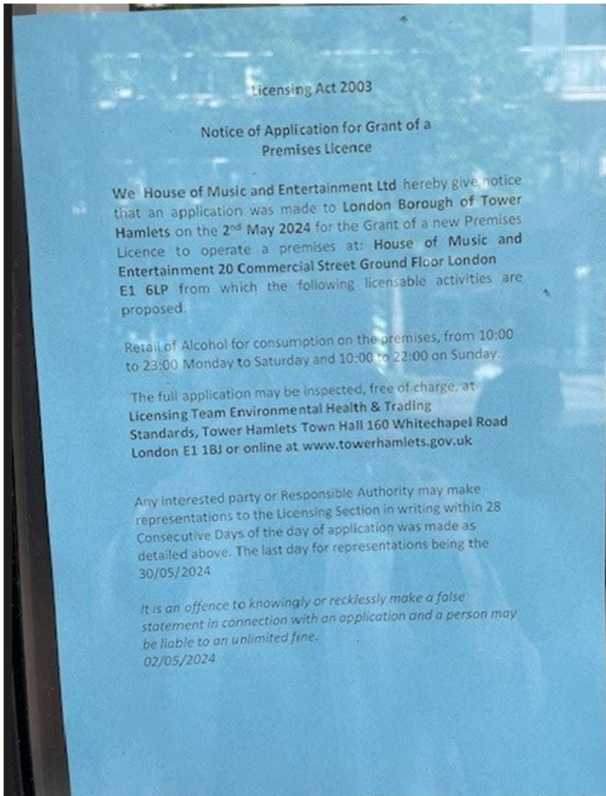 Licensing Act 2003
Notice of Application for Grant of a
Premises Licence
We House of Music and Entertainment Ltd hereby give notice
that an application was made to London Borough of Tower
Hamlets on the 2nd May 2024 for the Grant of a new Premises
Licence to operate a premises at: House of Music and
Entertainment 20 Commercial Street Ground Floor London
E1 6LP from which the following licensable activities are
proposed.
Retail of Alcohol for consumption on the premises, from 10:00
to 23:00 Monday to Saturday and 10:00 to 22:00 on Sunday.
The full application may be inspected, free of charge, at
Licensing Team Environmental Health & Trading
Standards, Tower Hamlets Town Hall 160 Whitechapel Road
London E1 1BJ or online at www.towerhamlets.gov.uk
Any interested party or Responsible Authority may make
representations to the Licensing Section in writing within 28
Consecutive Days of the day of application was made as
detailed above. The last day for representations being the
30/05/2024
It is an offence to knowingly or recklessly make a false
statement in connection with an application and a person may
be liable to an unlimited fine.
02/05/2024